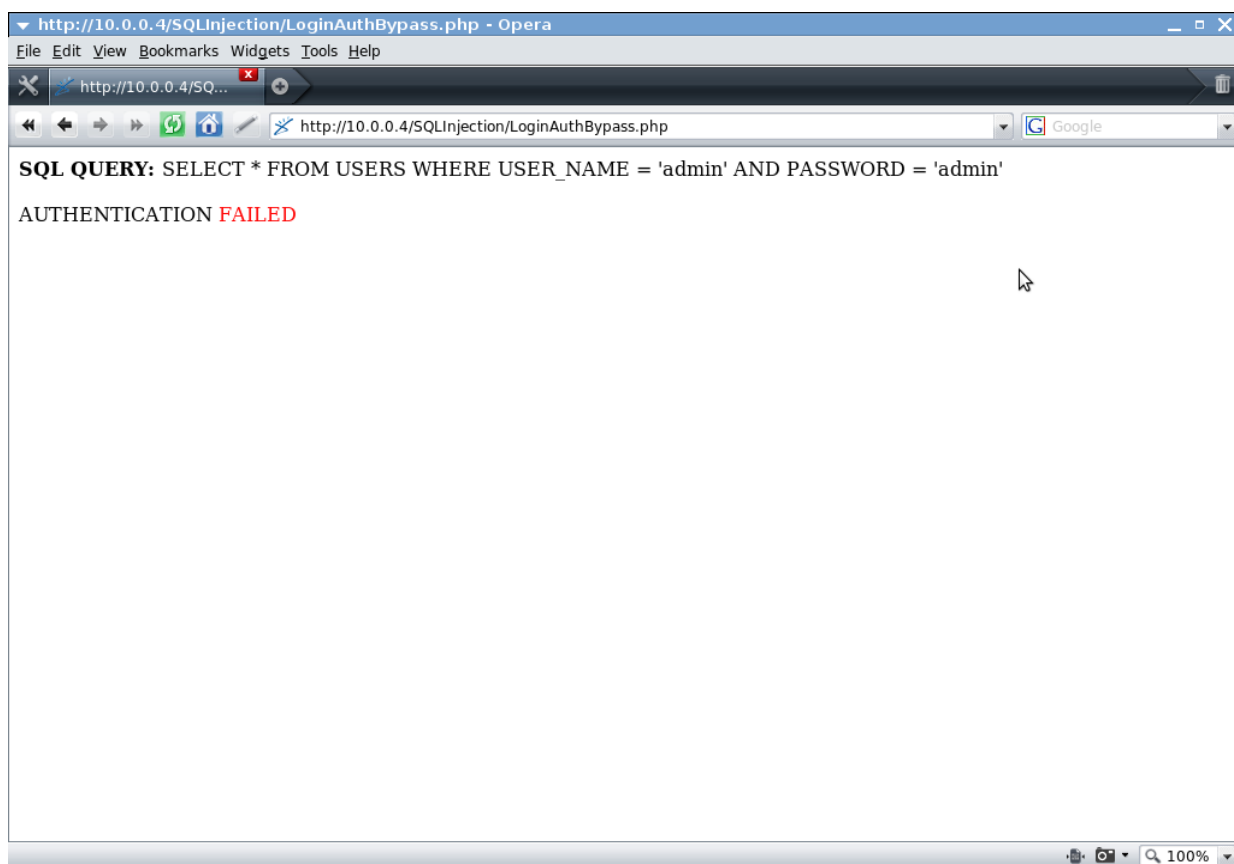 http://10.0.0.4/SQLInjection/LoginAuthBypass.php - Opera
File Edit View Bookmarks Widgets Tools Help
http://10.0.0.4/SQ...
http://10.0.0.4/SQLInjection/LoginAuthBypass.php
G Google
SQL QUERY: SELECT * FROM USERS WHERE USER_NAME = 'admin' AND PASSWORD = 'admin'
AUTHENTICATION FAILED
100%